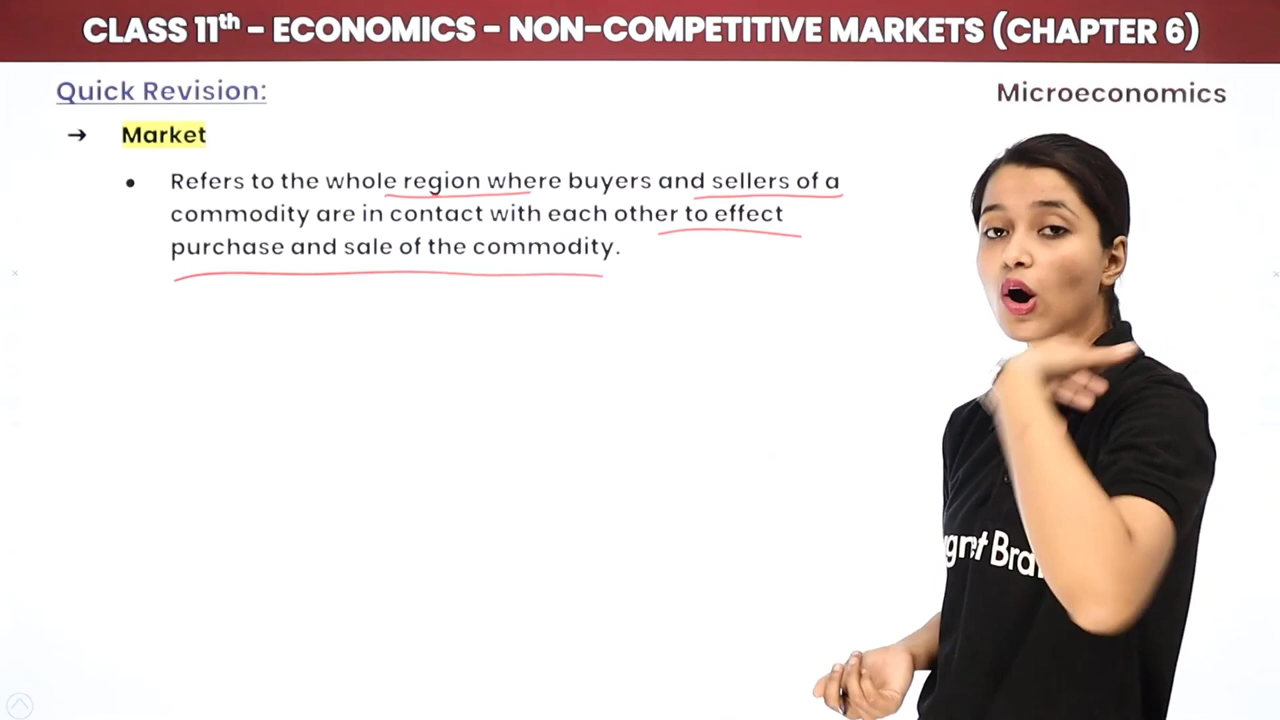 CLASS 11th – ECONOMICS – NON-COMPETITIVE MARKETS (CHAPTER 6)
Quick Revision:
Microeconomics
➔ Market
• Refers to the whole region where buyers and sellers of a
commodity are in contact with each other to effect
purchase and sale of the commodity.